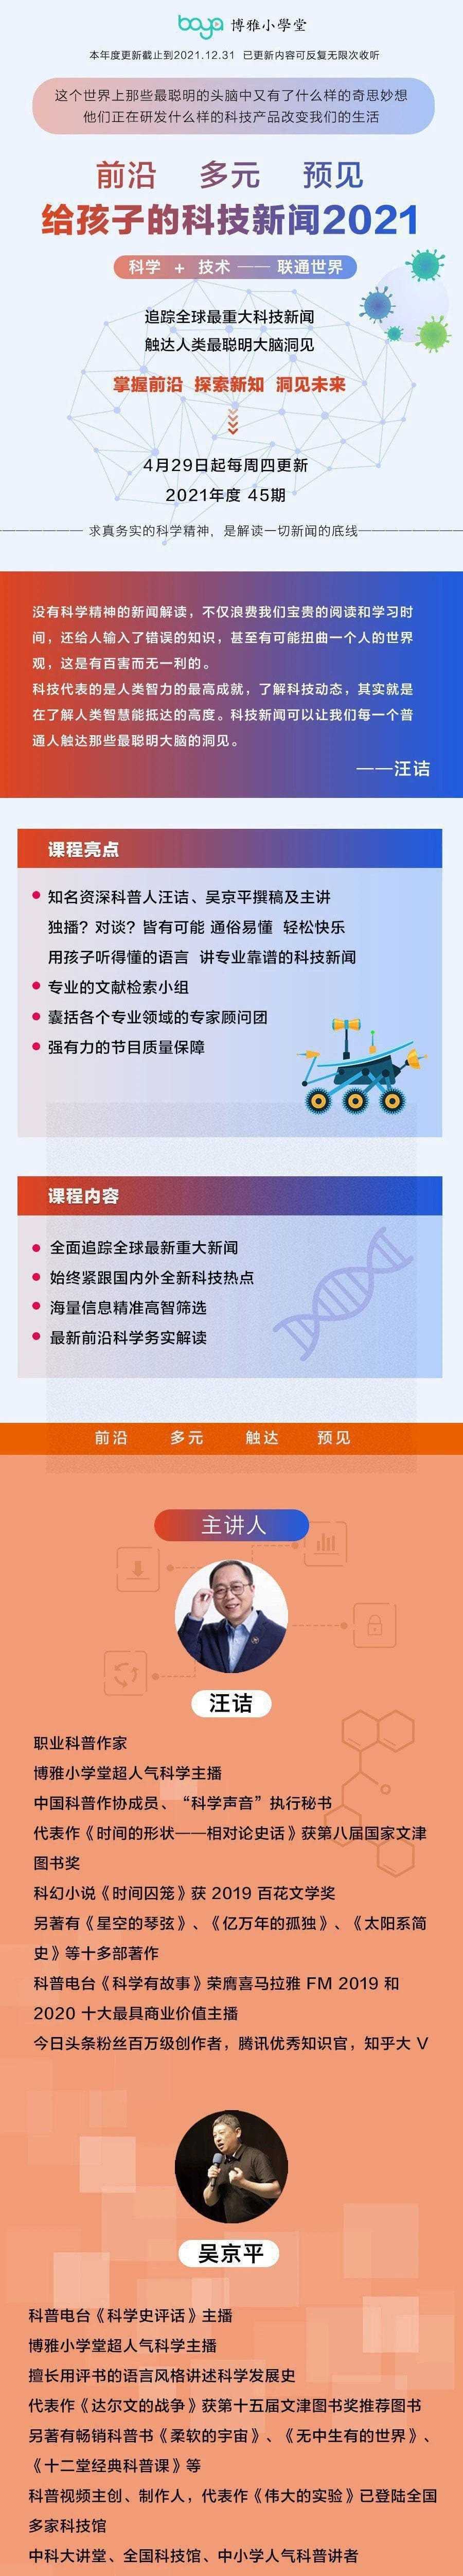 boya 博雅小學堂
本年度更新截止到2021.12.31 已更新内容可反复无限次收听
这个世界上那些最聪明的头脑中又有了什么样的奇思妙想
他们正在研发什么样的科技产品改变我们的生活
前沿 多元 预见
给孩子的科技新闻2021
科学 + 技术 —— 联通世界
追踪全球最重大科技新闻
触达人类最聪明大脑洞见
掌握前沿 探索新知 洞见未来
4月29日起每周四更新
2021年度 45期
求真务实的科学精神，是解读一切新闻的底线
没有科学精神的新闻解读，不仅浪费我们宝贵的阅读和学习时
间，还给人输入了错误的知识，甚至有可能扭曲一个人的世界
观，这是有百害而无一利的。
科技代表的是人类智力的最高成就，了解科技动态，其实就是
在了解人类智慧能抵达的高度。科技新闻可以让我们每一个普
通人触达那些最聪明大脑的洞见。
——汪诘
课程亮点
知名资深科普人汪诘、吴京平撰稿及主讲
独播？对谈？皆有可能 通俗易懂 轻松快乐
用孩子听得懂的语言 讲专业靠谱的科技新闻
专业的文献检索小组
囊括各个专业领域的专家顾问团
强有力的节目质量保障
课程内容
全面追踪全球最新重大新闻
始终紧跟国内外全新科技热点
海量信息精准高智筛选
最新前沿科学务实解读
前沿 多元 触达 预见
主讲人
汪诘
职业科普作家
博雅小学堂超人气科学主播
中国科普作协成员、“科学声音”执行秘书
代表作《时间的形状——相对论史话》获第八届国家文津
图书奖
科幻小说《时间囚笼》获 2019 百花文学奖
另著有《星空的琴弦》、《亿万年的孤独》、《太阳系简
史》等十多部著作
科普电台《科学有故事》荣膺喜马拉雅 FM 2019 和
2020 十大最具商业价值主播
今日头条粉丝百万级创作者，腾讯优秀知识官，知乎大 V
吴京平
科普电台《科学史评话》主播
博雅小学堂超人气科学主播
擅长用评书的语言风格讲述科学发展史
代表作《达尔文的战争》获第十五届文津图书奖推荐图书
另著有畅销科普书《柔软的宇宙》、《无中生有的世界》、
《十二堂经典科普课》等
科普视频主创、制作人，代表作《伟大的实验》已登陆全国
多家科技馆
中科大讲堂、全国科技馆、中小学人气科普讲者